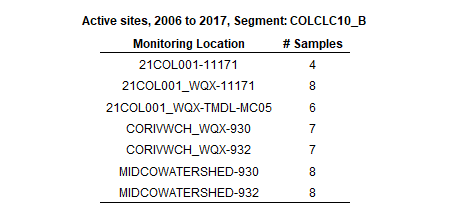 Active sites, 2006 to 2017, Segment: COLCLC10_B
Monitoring Location # Samples
21COL001-11171 4
21COL001_WQX-11171 8
21COL001_WQX-TMDL-MC05 6
CORIVWCH_WQX-930 7
CORIVWCH_WQX-932 7
MIDCOWATERSHED-930 8
MIDCOWATERSHED-932 8